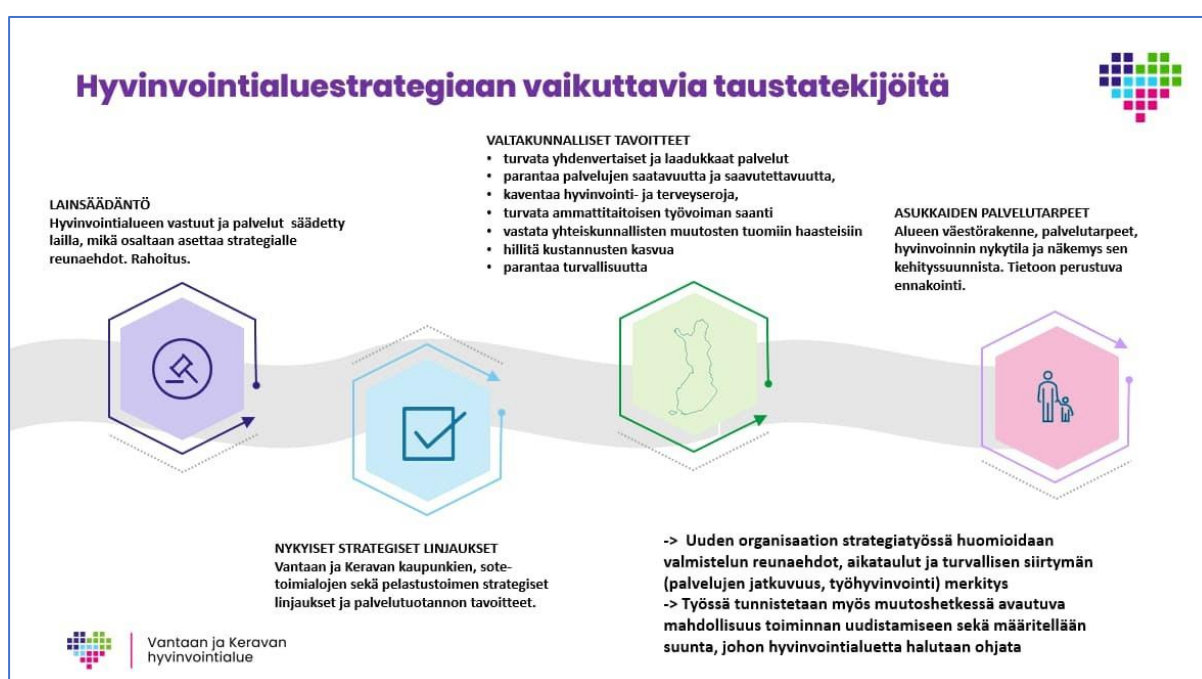 Hyvinvointialuestrategiaan vaikuttavia taustatekijöitä
LAINSÄÄDÄNTÖ
Hyvinvointialueen vastuut ja palvelut säädetty
lailla, mikä osaltaan asettaa strategialle
reunaehdot. Rahoitus.
NYKYISET STRATEGISET LINJAUKSET
Vantaan ja Keravan kaupunkien, sote-
toimialojen sekä pelastustoimen strategiset
linjaukset ja palvelutuotannon tavoitteet.
VALTAKUNNALLISET TAVOITTEET
• turvata yhdenvertaiset ja laadukkaat palvelut
• parantaa palvelujen saatavuutta ja saavutettavuutta,
• kaventaa hyvinvointi- ja terveyseroja,
• turvata ammattitaitoisen työvoiman saanti
• vastata yhteiskunnallisten muutosten tuomiin haasteisiin
• hillitä kustannusten kasvua
• parantaa turvallisuutta
ASUKKAIDEN PALVELUTARPEET
Alueen väestörakenne, palvelutarpeet,
hyvinvoinnin nykytila ja näkemys sen
kehityssuunnista. Tietoon perustuva
ennakointi.
-> Uuden organisaation strategiatyössä huomioidaan
valmistelun reunaehdot, aikataulut ja turvallisen siirtymän
(palvelujen jatkuvuus, työhyvinvointi) merkitys
-> Työssä tunnistetaan myös muutoshetkessä avautuva
mahdollisuus toiminnan uudistamiseen sekä määritellään
suunta, johon hyvinvointialuetta halutaan ohjata
Vantaan ja Keravan
hyvinvointialue